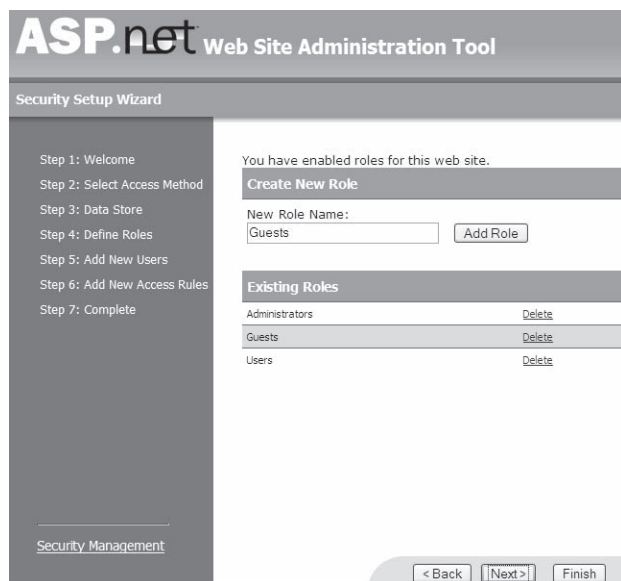 ASP.net Web Site Administration Tool
Security Setup Wizard
Step 1: Welcome
Step 2: Select Access Method
Step 3: Data Store
Step 4: Define Roles
Step 5: Add New Users
Step 6: Add New Access Rules
Step 7: Complete
Security Management
You have enabled roles for this web site.
Create New Role
New Role Name:
Guests Add Role
Existing Roles
Administrators Delete
Guests Delete
Users Delete
< Back Next > Finish